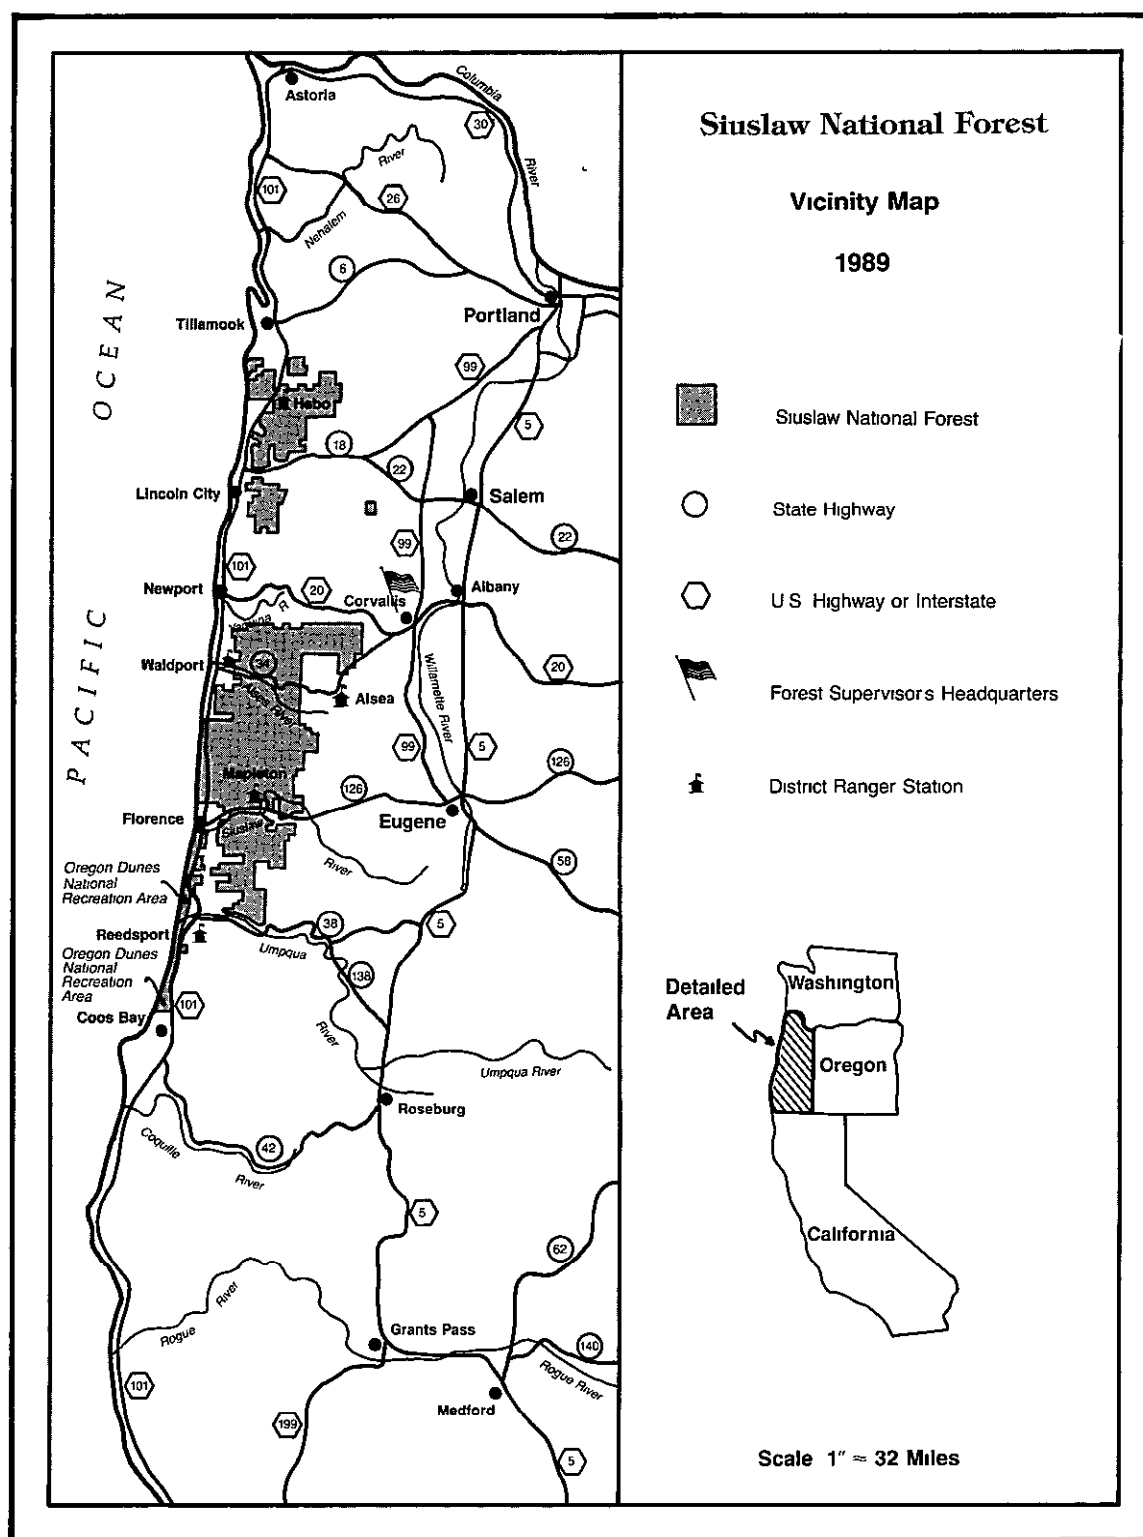 Siuslaw National Forest
Vicinity Map
1989
Siuslaw National Forest
State Highway
U S Highway or Interstate
Forest Supervisors Headquarters
District Ranger Station
Detailed
Area
Washington
Oregon
California
Scale 1" ≈ 32 Miles
PACIFIC OCEAN
Astoria
Columbia
River
30
101
River
26
Nehalem
6
Tillamook
Portland
99
Hebo
5
18
22
Lincoln City
Salem
99
22
101
Newport
20
R
Corvallis
Albany
Waldport
34
Alsea
River
Willamette River
20
99
5
Mapleton
126
126
Florence
Siuslaw
Eugene
River
58
Oregon Dunes
National
Recreation Area
Reedsport
38
5
Umpqua
Oregon Dunes
National
Recreation
Area
138
101
Coos Bay
River
Umpqua River
Roseburg
Coquille
42
River
5
62
River
Rogue
Grants Pass
140
Rogue River
101
Medford
199
5